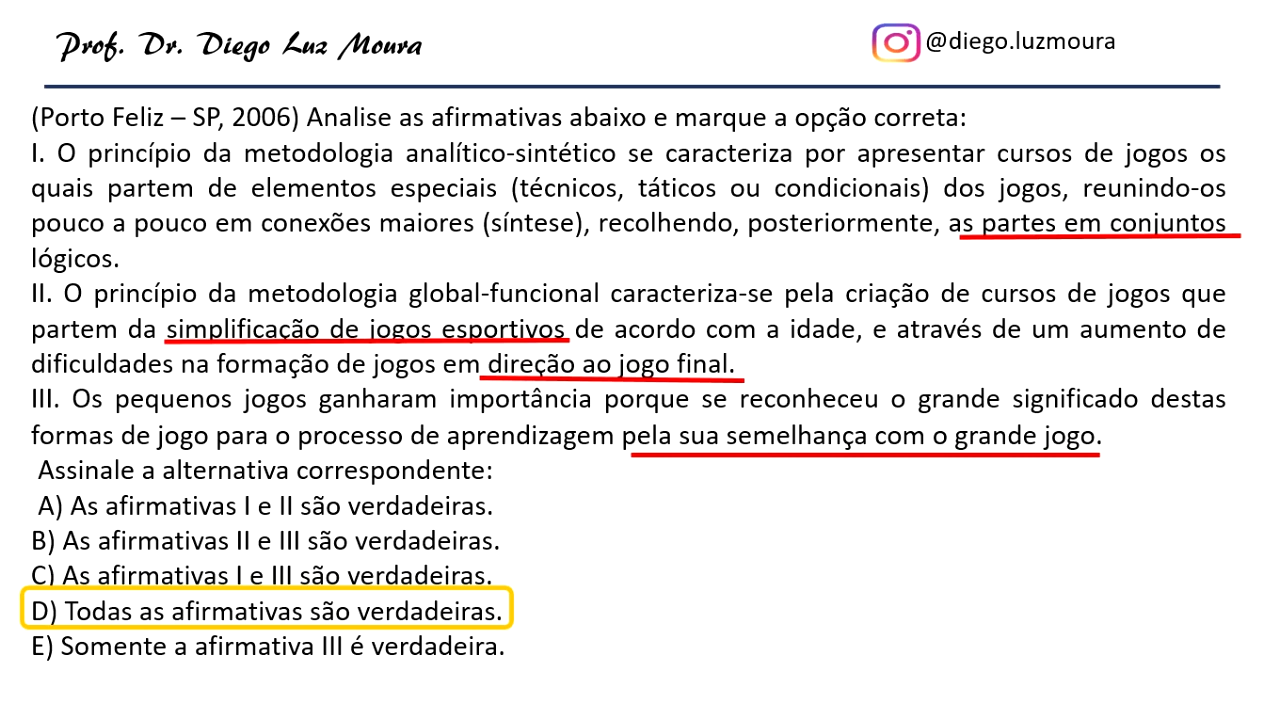 Prof. Dr. Diego Luz Moura
@diego.luzmoura
(Porto Feliz – SP, 2006) Analise as afirmativas abaixo e marque a opção correta:
I. O princípio da metodologia analítico-sintético se caracteriza por apresentar cursos de jogos os
quais partem de elementos especiais (técnicos, táticos ou condicionais) dos jogos, reunindo-os
pouco a pouco em conexões maiores (síntese), recolhendo, posteriormente, as partes em conjuntos
lógicos.
II. O princípio da metodologia global-funcional caracteriza-se pela criação de cursos de jogos que
partem da simplificação de jogos esportivos de acordo com a idade, e através de um aumento de
dificuldades na formação de jogos em direção ao jogo final.
III. Os pequenos jogos ganharam importância porque se reconheceu o grande significado destas
formas de jogo para o processo de aprendizagem pela sua semelhança com o grande jogo.
Assinale a alternativa correspondente:
A) As afirmativas I e II são verdadeiras.
B) As afirmativas II e III são verdadeiras.
C) As afirmativas I e III são verdadeiras.
D) Todas as afirmativas são verdadeiras.
E) Somente a afirmativa III é verdadeira.